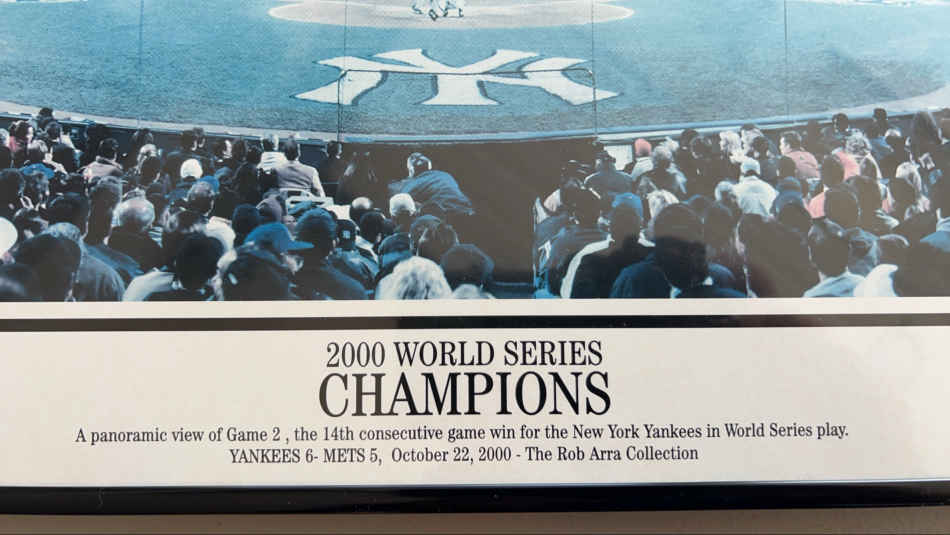 NY
2000 WORLD SERIES
CHAMPIONS
A panoramic view of Game 2 , the 14th consecutive game win for the New York Yankees in World Series play.
YANKEES 6- METS 5, October 22, 2000 - The Rob Arra Collection